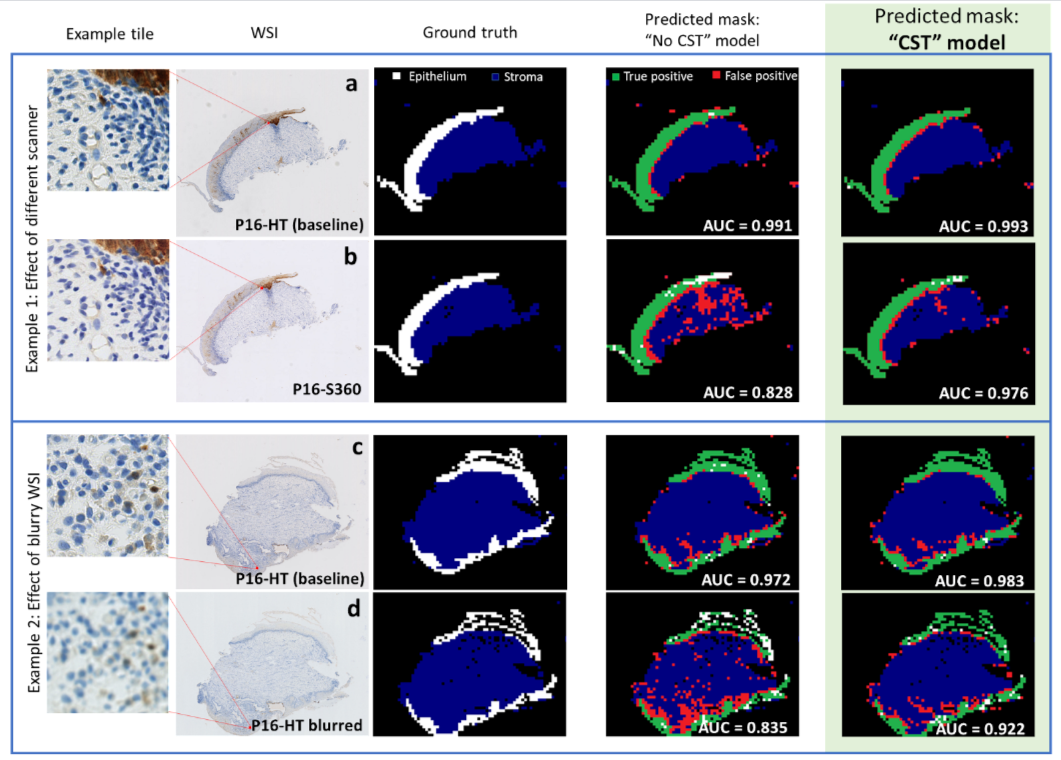 Example tile
WSI
Ground truth
Predicted mask:
“No CST” model
Predicted mask:
“CST” model
Example 1: Effect of different scanner
a
P16-HT (baseline)
Epithelium
Stroma
True positive
False positive
AUC = 0.991
AUC = 0.993
b
P16-S360
AUC = 0.828
AUC = 0.976
Example 2: Effect of blurry WSI
c
P16-HT (baseline)
AUC = 0.972
AUC = 0.983
d
P16-HT blurred
AUC = 0.835
AUC = 0.922